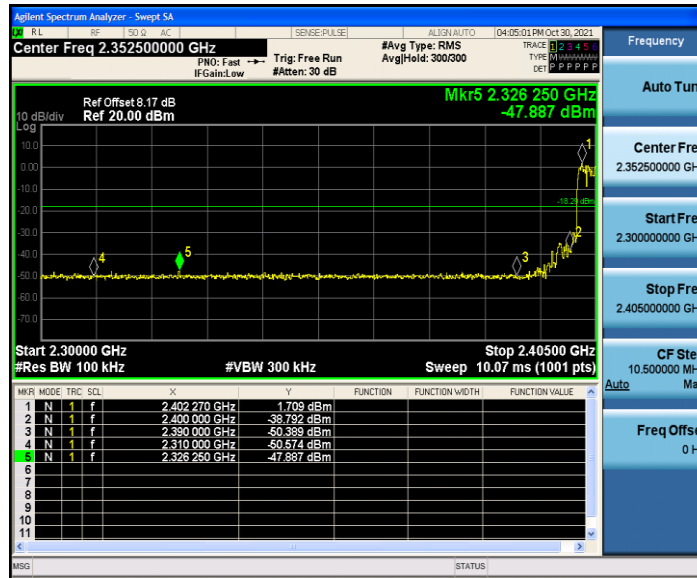 Agilent Spectrum Analyzer - Swept SA
RL RF 50 Ω AC SENSE:PULSE ALIGN AUTO 04:05:01 PM Oct 30, 2021
Center Freq 2.352500000 GHz #Avg Type: RMS TRACE 1 2 3 4 5 6
PNO: Fast Trig: Free Run Avg|Hold: 300/300 TYPE M
IFGain:Low #Atten: 30 dB DET P P P P P P
Mkr5 2.326 250 GHz
-47.887 dBm
Ref Offset 8.17 dB
10 dB/div Ref 20.00 dBm
Log
10.0
0.00
-10.0
-18.29 dBm
-20.0
-30.0
-40.0
-50.0
-60.0
-70.0
1
2
3
4
5
Start 2.30000 GHz Stop 2.40500 GHz
#Res BW 100 kHz #VBW 300 kHz Sweep 10.07 ms (1001 pts)
MKR MODE TRC SCL X Y FUNCTION FUNCTION WIDTH FUNCTION VALUE
1 N 1 f 2.402 270 GHz 1.709 dBm
2 N 1 f 2.400 000 GHz -38.792 dBm
3 N 1 f 2.390 000 GHz -50.389 dBm
4 N 1 f 2.310 000 GHz -50.574 dBm
5 N 1 f 2.326 250 GHz -47.887 dBm
6
7
8
9
10
11
MSG STATUS
Frequency
Auto Tun
Center Fre
2.352500000 GH
Start Fre
2.300000000 GH
Stop Fre
2.405000000 GH
CF Ste
10.500000 MH
Auto Ma
Freq Offse
0 H